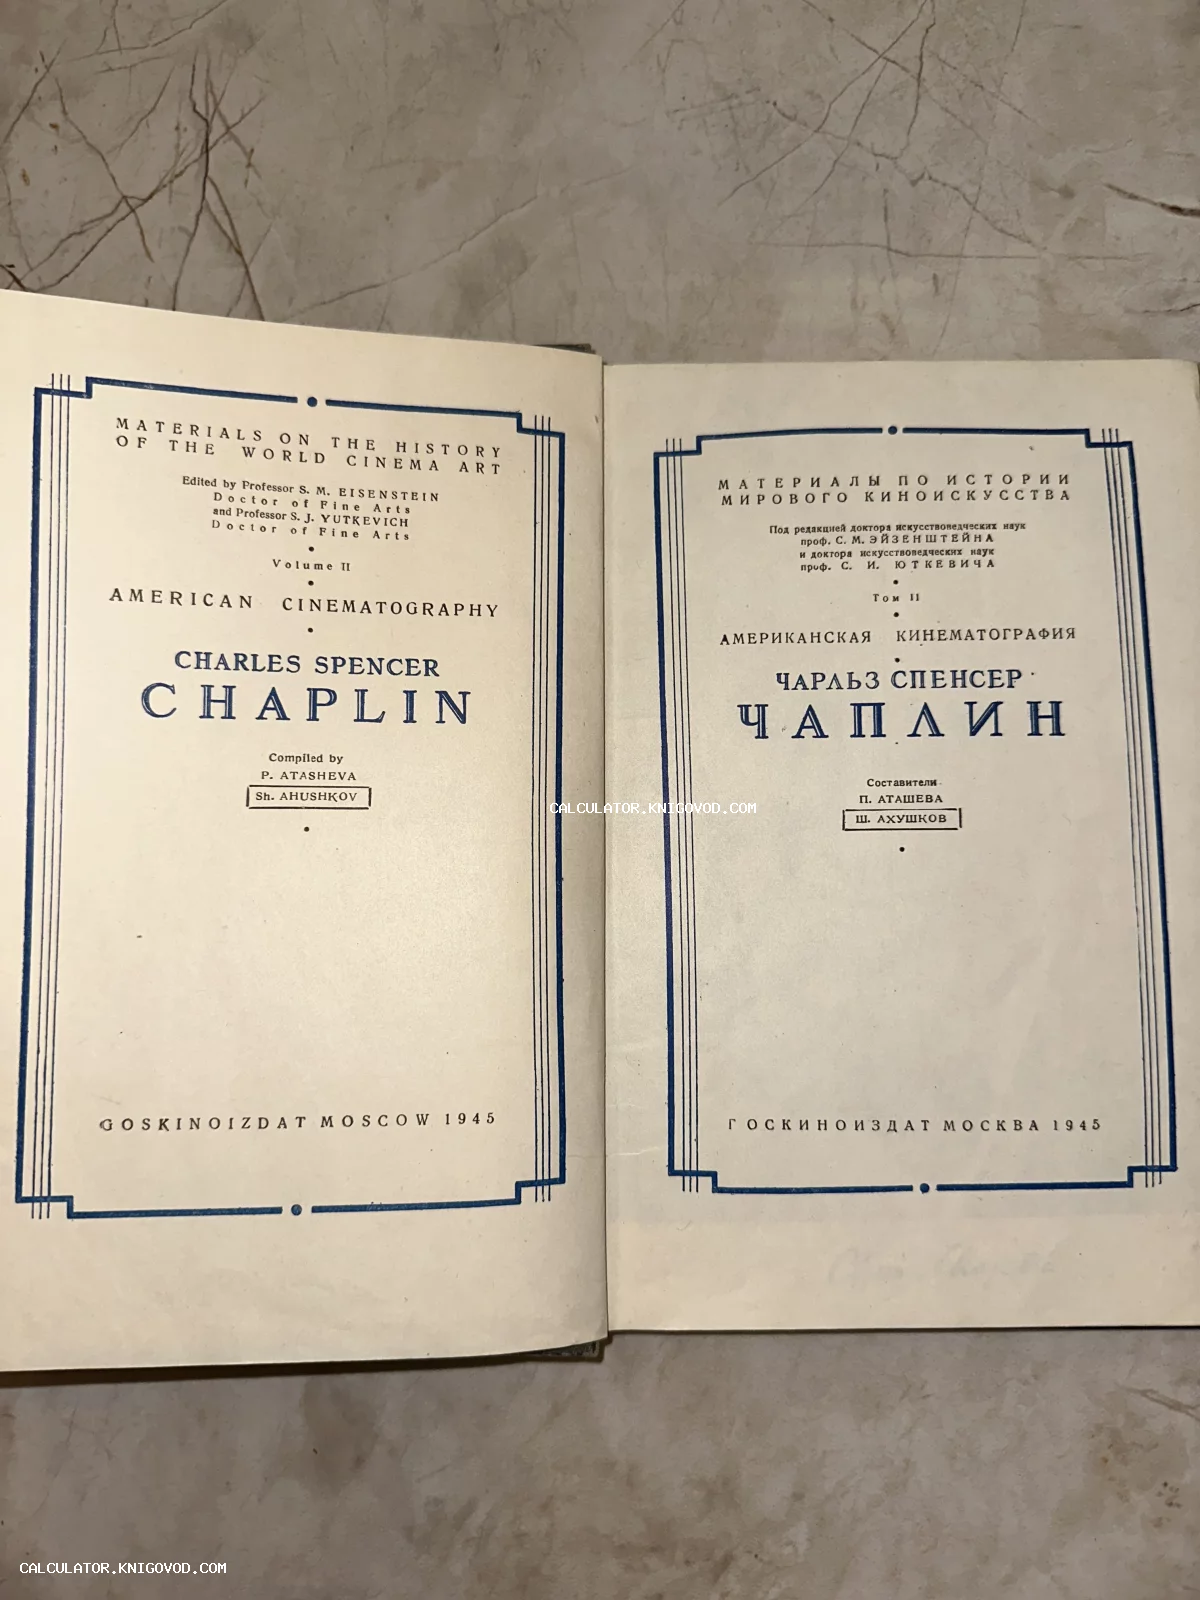 MATERIALS ON THE HISTORY
OF THE WORLD CINEMA ART
Edited by Professor S. M. EISENSTEIN
Doctor of Fine Arts
and Professor S. J. YUTKEVICH
Doctor of Fine Arts
Volume II
AMERICAN CINEMATOGRAPHY
CHARLES SPENCER
CHAPLIN
Compiled by
P. ATASHEVA
Sh. AHUSHKOV
GOSKINOIZDAT MOSCOW 1945
МАТЕРИАЛЫ ПО ИСТОРИИ
МИРОВОГО КИНОИСКУССТВА
Под редакцией доктора искусствоведческих наук
проф. С. М. ЭЙЗЕНШТЕЙНА
и доктора искусствоведческих наук
проф. С. И. ЮТКЕВИЧА
Том II
АМЕРИКАНСКАЯ КИНЕМАТОГРАФИЯ
ЧАРЛЬЗ СПЕНСЕР
ЧАПЛИН
Составители
П. АТАШЕВА
Ш. АХУШКОВ
ГОСКИНОИЗДАТ МОСКВА 1945
CALCULATOR.KNIGOVOD.COM
CALCULATOR.KNIGOVOD.COM